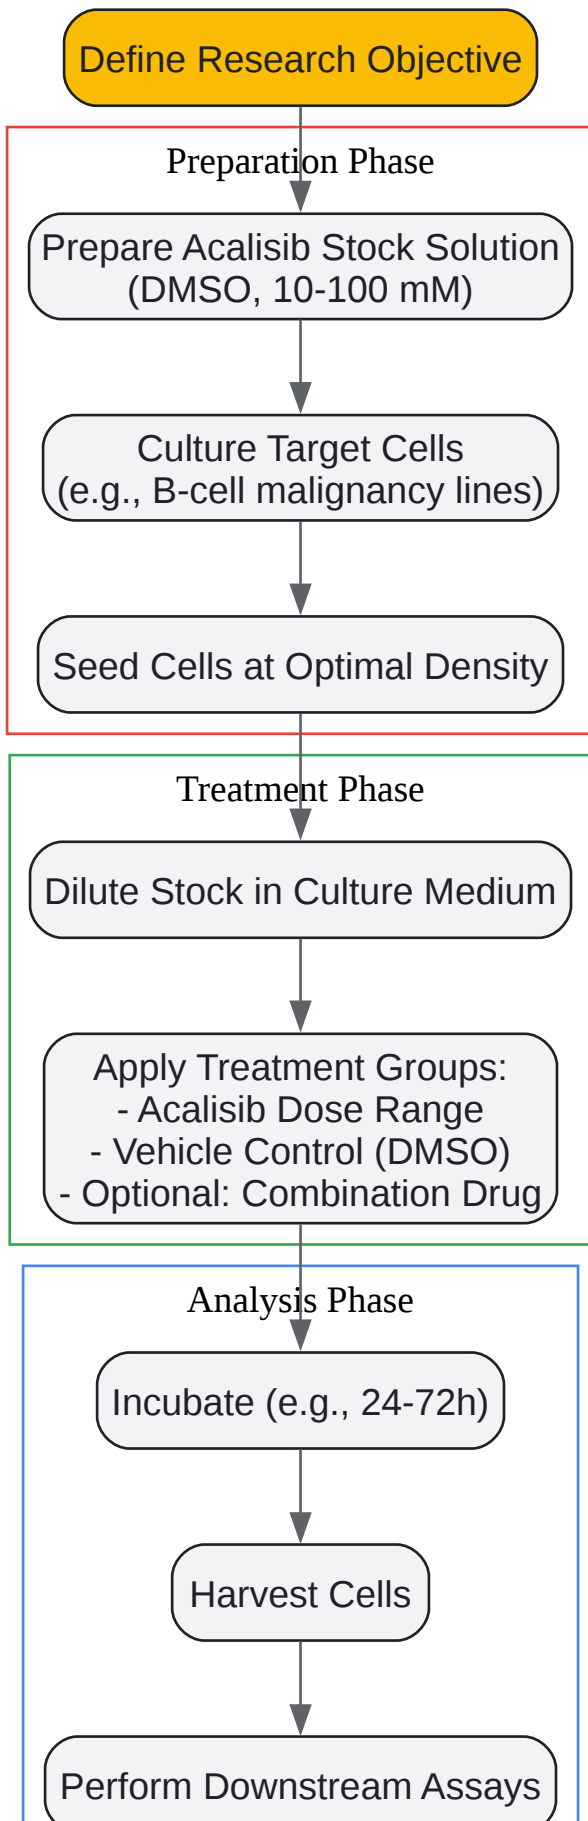 Define Research Objective
Preparation Phase
Prepare Acalisib Stock Solution
(DMSO, 10-100 mM)
Culture Target Cells
(e.g., B-cell malignancy lines)
Seed Cells at Optimal Density
Treatment Phase
Dilute Stock in Culture Medium
Apply Treatment Groups:
- Acalisib Dose Range
- Vehicle Control (DMSO)
- Optional: Combination Drug
Analysis Phase
Incubate (e.g., 24-72h)
Harvest Cells
Perform Downstream Assays